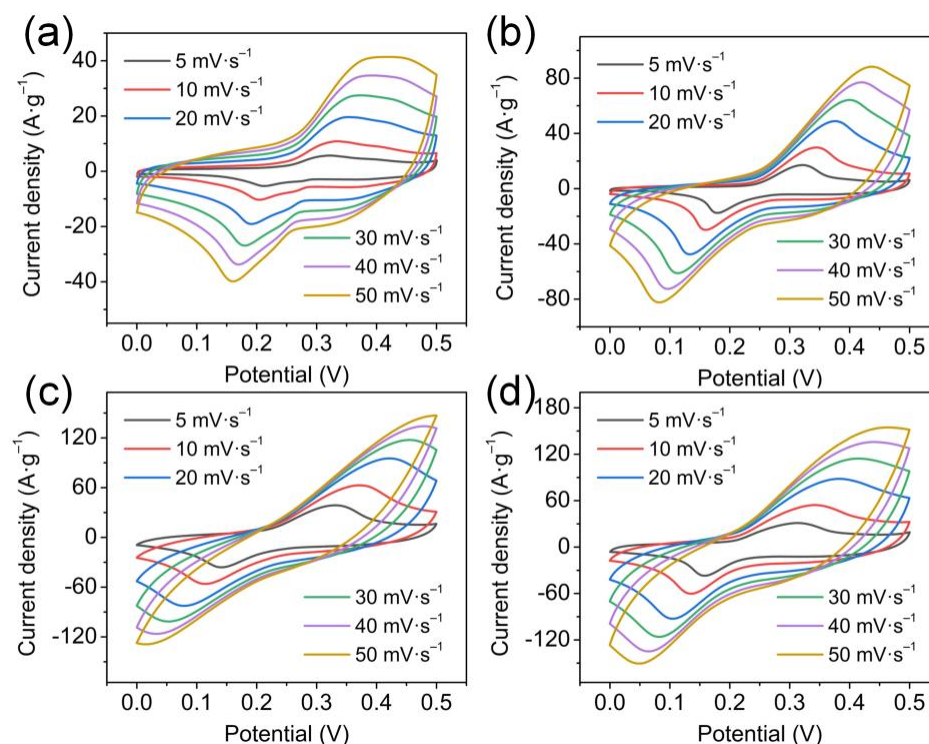 (a)
5 mV·s⁻¹
10 mV·s⁻¹
20 mV·s⁻¹
30 mV·s⁻¹
40 mV·s⁻¹
50 mV·s⁻¹
40
20
0
-20
-40
Current density (A·g⁻¹)
0.0 0.1 0.2 0.3 0.4 0.5
Potential (V)
(b)
5 mV·s⁻¹
10 mV·s⁻¹
20 mV·s⁻¹
30 mV·s⁻¹
40 mV·s⁻¹
50 mV·s⁻¹
80
40
0
-40
-80
Current density (A·g⁻¹)
0.0 0.1 0.2 0.3 0.4 0.5
Potential (V)
(c)
5 mV·s⁻¹
10 mV·s⁻¹
20 mV·s⁻¹
30 mV·s⁻¹
40 mV·s⁻¹
50 mV·s⁻¹
120
60
0
-60
-120
Current density (A·g⁻¹)
0.0 0.1 0.2 0.3 0.4 0.5
Potential (V)
(d)
5 mV·s⁻¹
10 mV·s⁻¹
20 mV·s⁻¹
30 mV·s⁻¹
40 mV·s⁻¹
50 mV·s⁻¹
180
120
60
0
-60
-120
Current density (A·g⁻¹)
0.0 0.1 0.2 0.3 0.4 0.5
Potential (V)